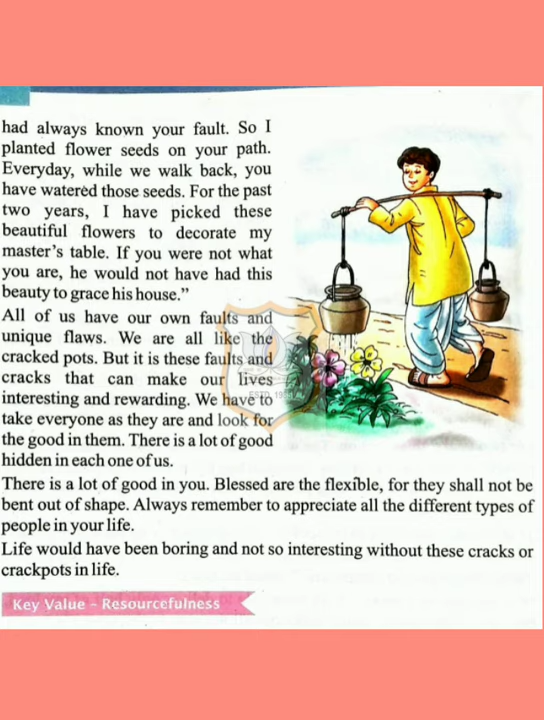 had always known your fault. So I
planted flower seeds on your path.
Everyday, while we walk back, you
have watered those seeds. For the past
two years, I have picked these
beautiful flowers to decorate my
master's table. If you were not what
you are, he would not have had this
beauty to grace his house."
All of us have our own faults and
unique flaws. We are all like the
cracked pots. But it is these faults and
cracks that can make our lives
interesting and rewarding. We have to
take everyone as they are and look for
the good in them. There is a lot of good
hidden in each one of us.
There is a lot of good in you. Blessed are the flexible, for they shall not be
bent out of shape. Always remember to appreciate all the different types of
people in your life.
Life would have been boring and not so interesting without these cracks or
crackpots in life.
Key Value - Resourcefulness